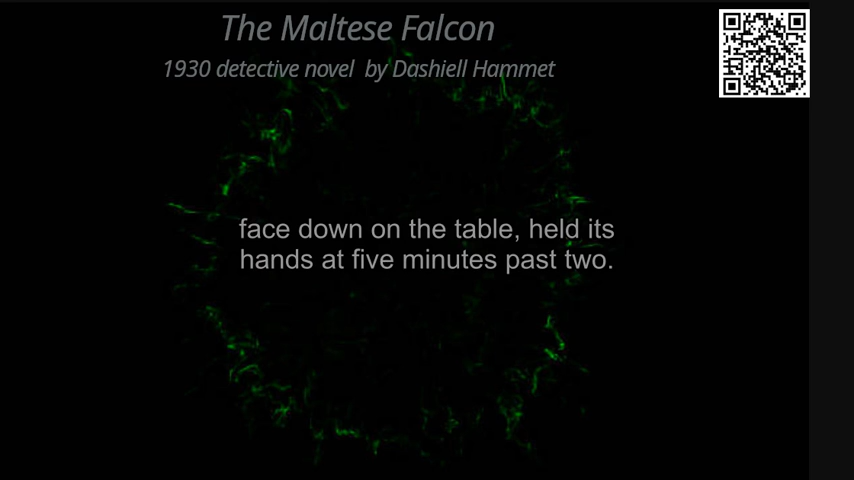 The Maltese Falcon
1930 detective novel by Dashiell Hammet
face down on the table, held its
hands at five minutes past two.